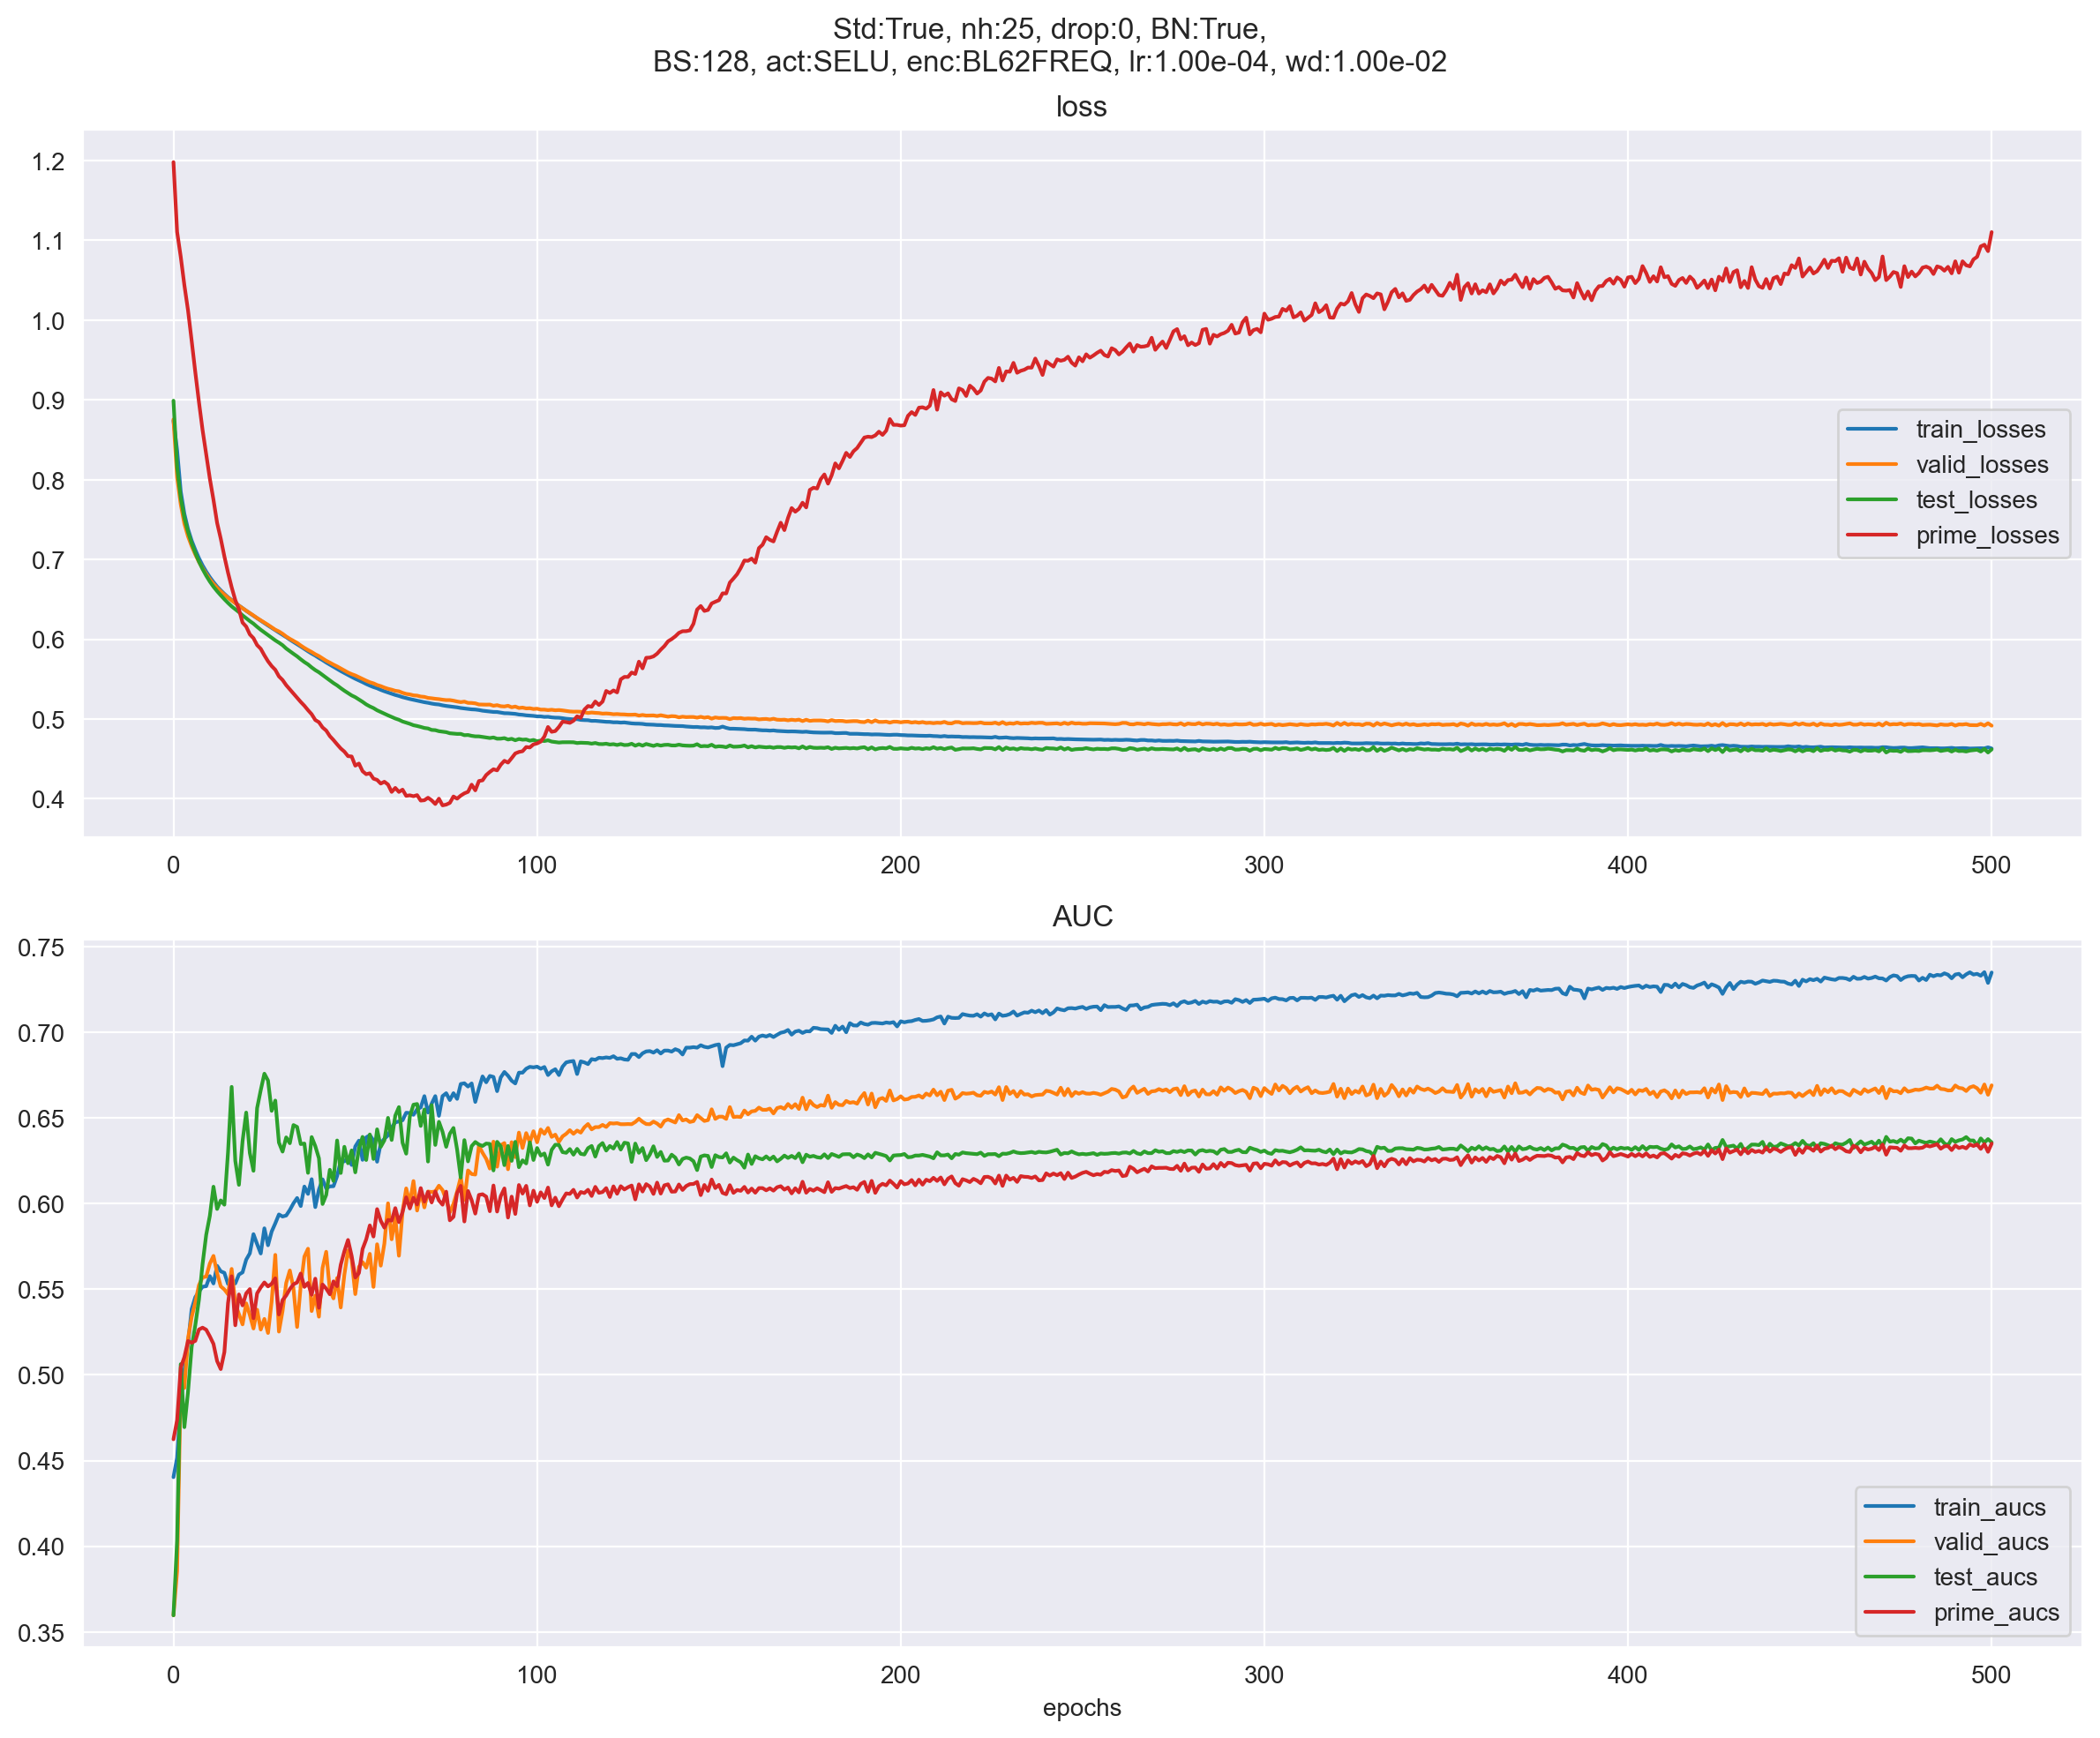 Std:True, nh:25, drop:0, BN:True,
BS:128, act:SELU, enc:BL62FREQ, lr:1.00e-04, wd:1.00e-02
loss
1.2
1.1
1.0
0.9
0.8
0.7
0.6
0.5
0.4
train_losses
valid_losses
test_losses
prime_losses
0 100 200 300 400 500
AUC
0.75
0.70
0.65
0.60
0.55
0.50
0.45
0.40
0.35
train_aucs
valid_aucs
test_aucs
prime_aucs
0 100 200 300 400 500
epochs